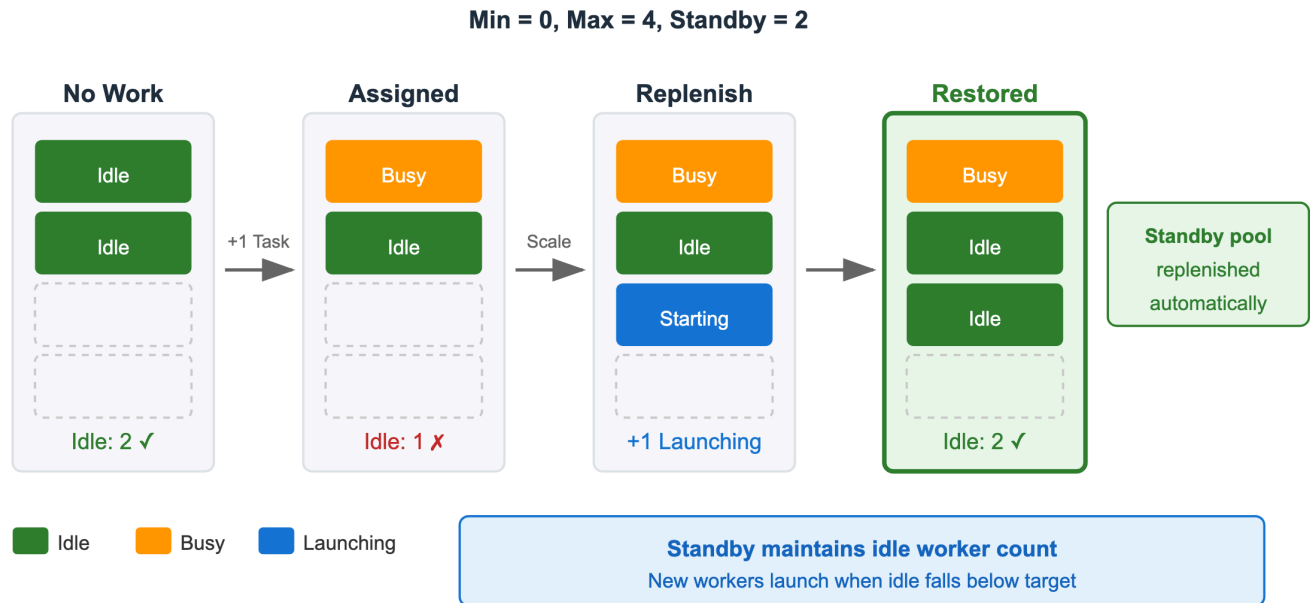 Min = 0, Max = 4, Standby = 2
No Work
Idle
Idle
Idle: 2 ✓
+1 Task
Assigned
Busy
Idle
Idle: 1 ✗
Scale
Replenish
Busy
Idle
Starting
+1 Launching
Restored
Busy
Idle
Idle
Idle: 2 ✓
Standby pool
replenished
automatically
Idle
Busy
Launching
Standby maintains idle worker count
New workers launch when idle falls below target